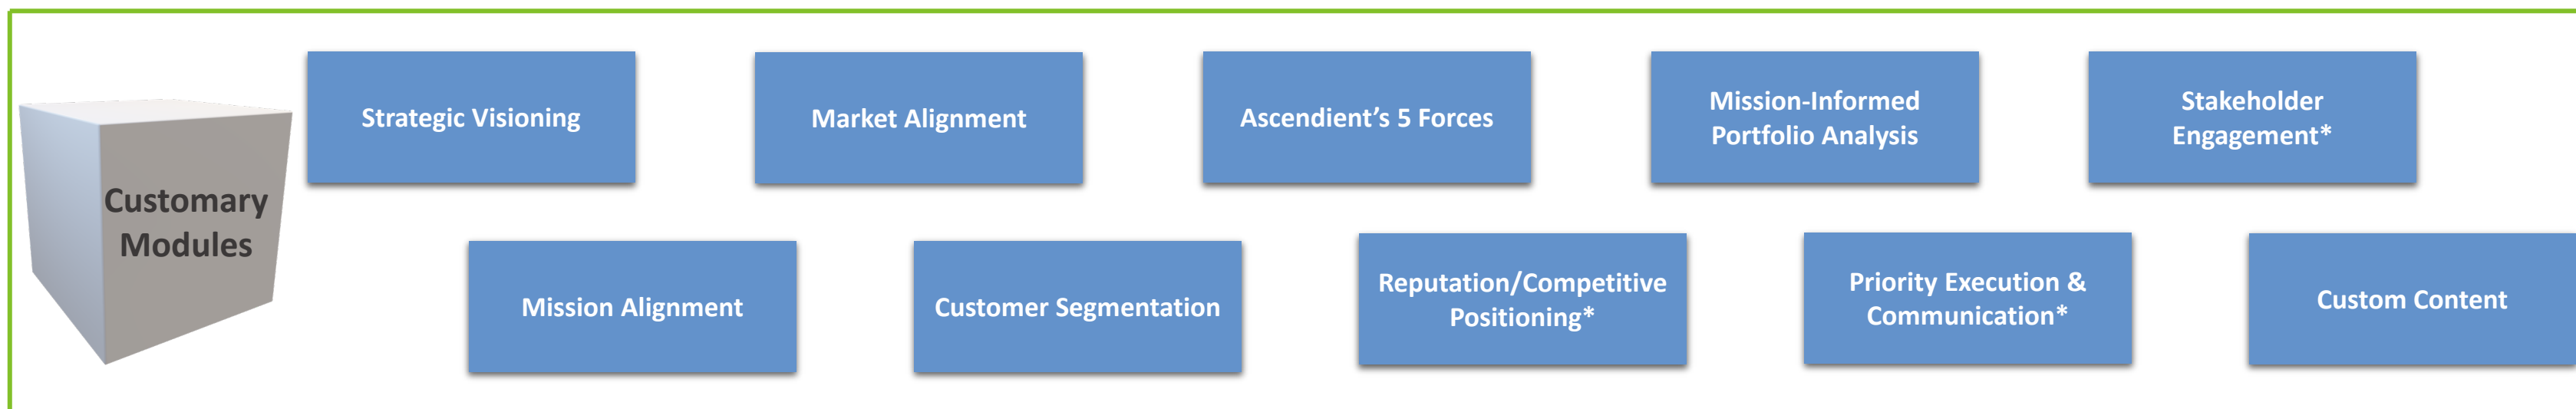 Customary
Modules
Strategic Visioning
Market Alignment
Ascendient’s 5 Forces
Mission-Informed
Portfolio Analysis
Stakeholder
Engagement*
Mission Alignment
Customer Segmentation
Reputation/Competitive
Positioning*
Priority Execution &
Communication*
Custom Content